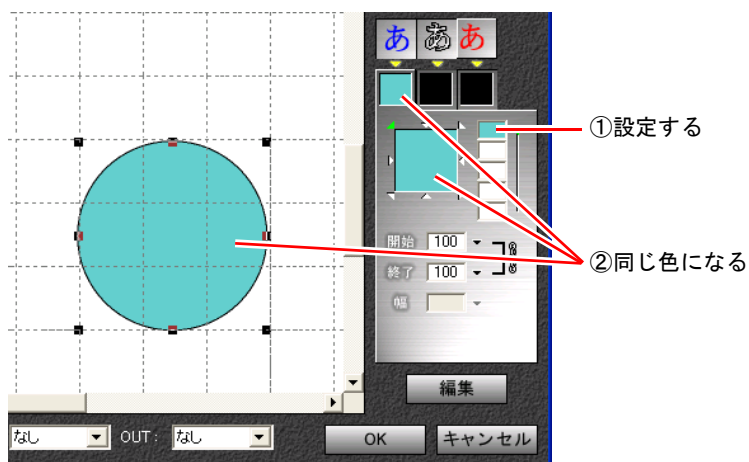 あ あ あ
①設定する
開始 100
②同じ色になる
終了 100
幅
編集
なし OUT: なし OK キャンセル